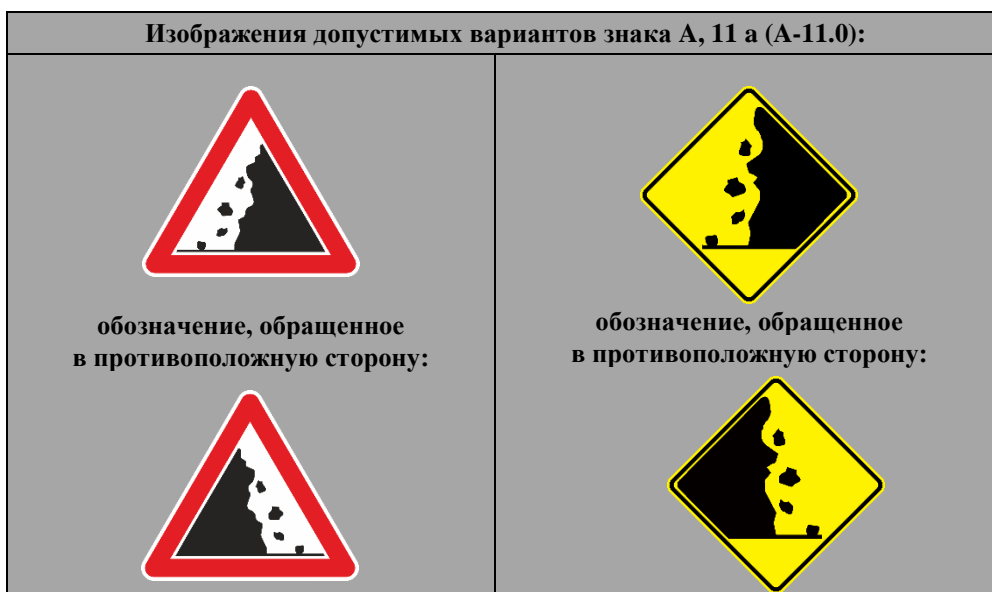 Изображения допустимых вариантов знака A, 11 a (A-11.0):
обозначение, обращенное
в противоположную сторону:
обозначение, обращенное
в противоположную сторону: